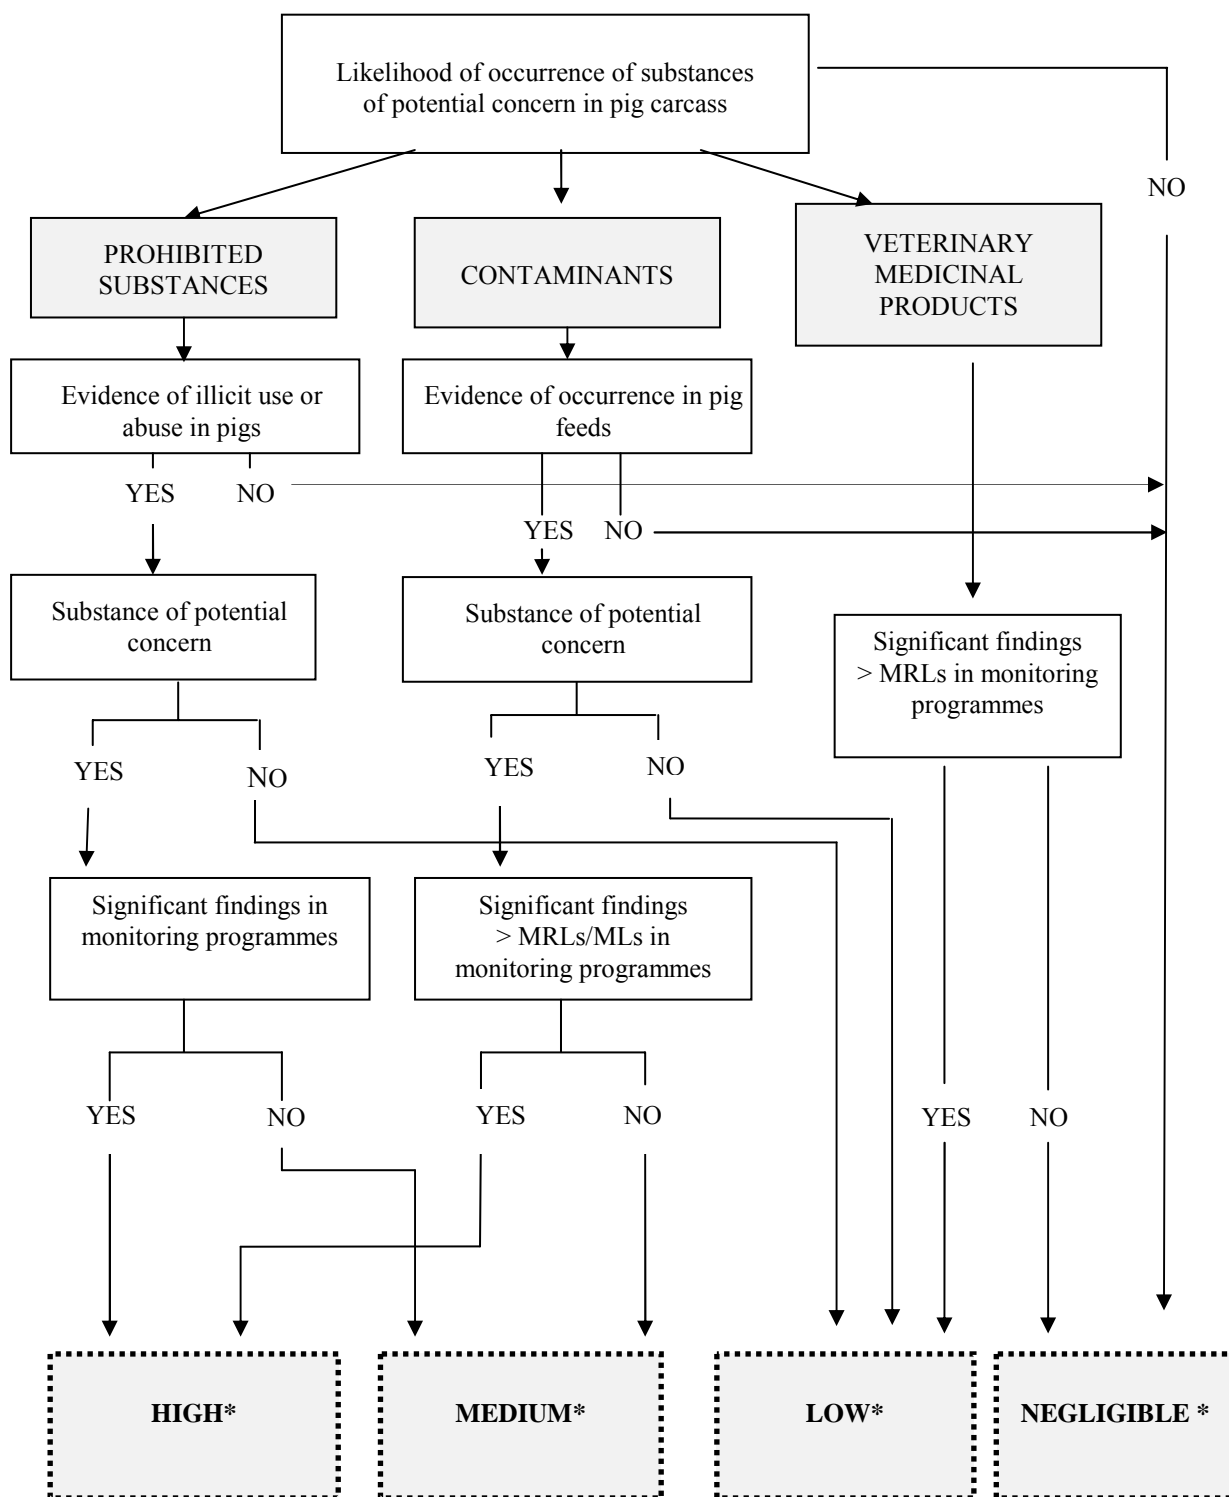 Likelihood of occurrence of substances
of potential concern in pig carcass
NO
PROHIBITED
SUBSTANCES
CONTAMINANTS
VETERINARY
MEDICINAL
PRODUCTS
Evidence of illicit use or
abuse in pigs
Evidence of occurrence in pig
feeds
YES NO
YES NO
Substance of potential
concern
Substance of potential
concern
Significant findings
> MRLs in monitoring
programmes
YES NO
YES NO
Significant findings in
monitoring programmes
Significant findings
> MRLs/MLs in
monitoring programmes
YES NO
YES NO
YES NO
HIGH*
MEDIUM*
LOW*
NEGLIGIBLE *